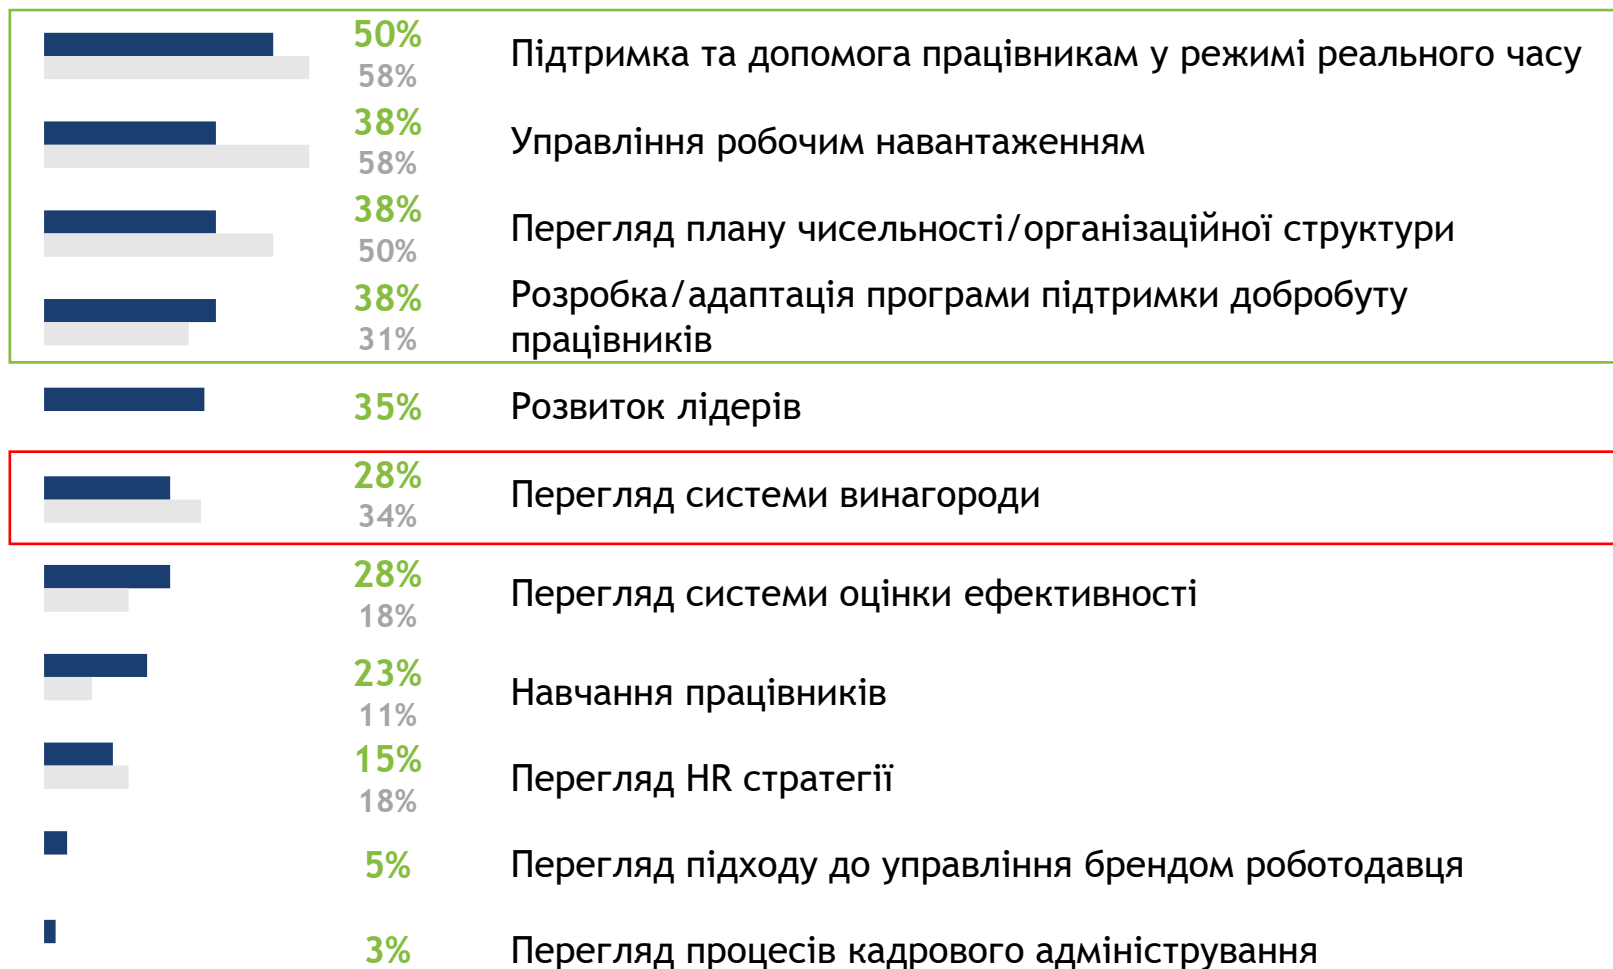 50%
58%
Підтримка та допомога працівникам у режимі реального часу
38%
58%
Управління робочим навантаженням
38%
50%
Перегляд плану чисельності/організаційної структури
38%
31%
Розробка/адаптація програми підтримки добробуту
працівників
35%
Розвиток лідерів
28%
34%
Перегляд системи винагороди
28%
18%
Перегляд системи оцінки ефективності
23%
11%
Навчання працівників
15%
18%
Перегляд HR стратегії
5%
Перегляд підходу до управління брендом роботодавця
3%
Перегляд процесів кадрового адміністрування